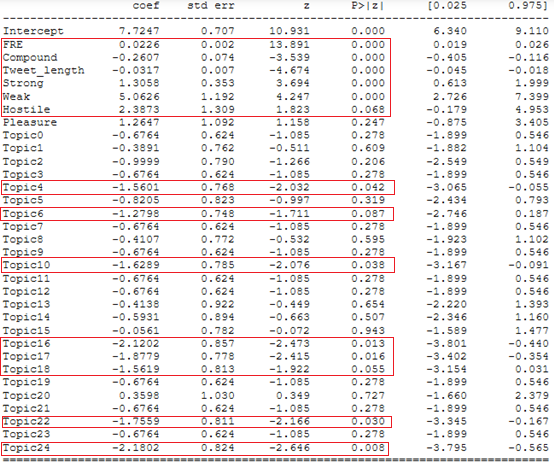 coef std err z P>|z| [0.025 0.975]
Intercept 7.7247 0.707 10.931 0.000 6.340 9.110
FRE 0.0226 0.002 13.891 0.000 0.019 0.026
Compound -0.2607 0.074 -3.539 0.000 -0.405 -0.116
Tweet_length -0.0317 0.007 -4.674 0.000 -0.045 -0.018
Strong 1.3058 0.353 3.694 0.000 0.613 1.999
Weak 5.0626 1.192 4.247 0.000 2.726 7.399
Hostile 2.3873 1.309 1.823 0.068 -0.179 4.953
Pleasure 1.2647 1.092 1.158 0.247 -0.875 3.405
Topic0 -0.6764 0.624 -1.085 0.278 -1.899 0.546
Topic1 -0.3891 0.762 -0.511 0.609 -1.882 1.104
Topic2 -0.9999 0.790 -1.266 0.206 -2.549 0.549
Topic3 -0.6764 0.624 -1.085 0.278 -1.899 0.546
Topic4 -1.5601 0.768 -2.032 0.042 -3.065 -0.055
Topic5 -0.8205 0.823 -0.997 0.319 -2.434 0.793
Topic6 -1.2798 0.748 -1.711 0.087 -2.746 0.187
Topic7 -0.6764 0.624 -1.085 0.278 -1.899 0.546
Topic8 -0.4107 0.772 -0.532 0.595 -1.923 1.102
Topic9 -0.6764 0.624 -1.085 0.278 -1.899 0.546
Topic10 -1.6289 0.785 -2.076 0.038 -3.167 -0.091
Topic11 -0.6764 0.624 -1.085 0.278 -1.899 0.546
Topic12 -0.6764 0.624 -1.085 0.278 -1.899 0.546
Topic13 -0.4138 0.922 -0.449 0.654 -2.220 1.393
Topic14 -0.5931 0.894 -0.663 0.507 -2.346 1.160
Topic15 -0.0561 0.782 -0.072 0.943 -1.589 1.477
Topic16 -2.1202 0.857 -2.473 0.013 -3.801 -0.440
Topic17 -1.8779 0.778 -2.415 0.016 -3.402 -0.354
Topic18 -1.5619 0.813 -1.922 0.055 -3.154 0.031
Topic19 -0.6764 0.624 -1.085 0.278 -1.899 0.546
Topic20 0.3598 1.030 0.349 0.727 -1.660 2.379
Topic21 -0.6764 0.624 -1.085 0.278 -1.899 0.546
Topic22 -1.7559 0.811 -2.166 0.030 -3.345 -0.167
Topic23 -0.6764 0.624 -1.085 0.278 -1.899 0.546
Topic24 -2.1802 0.824 -2.646 0.008 -3.795 -0.565